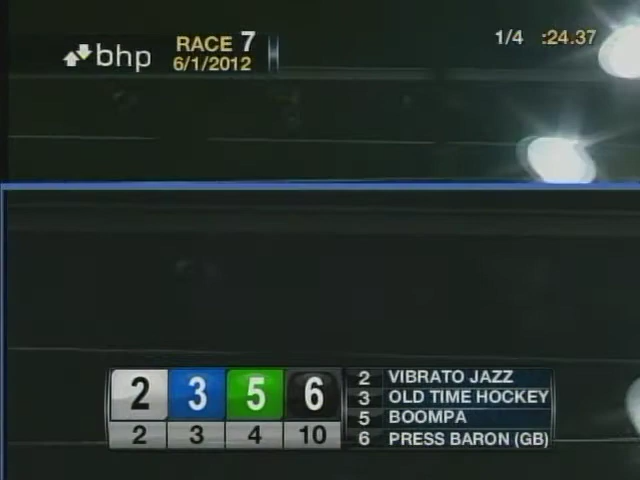 bhp
RACE 7
6/1/2012
1/4 :24.37
2 3 5 6
2 3 4 10
2 VIBRATO JAZZ
3 OLD TIME HOCKEY
5 BOOMPA
6 PRESS BARON (GB)